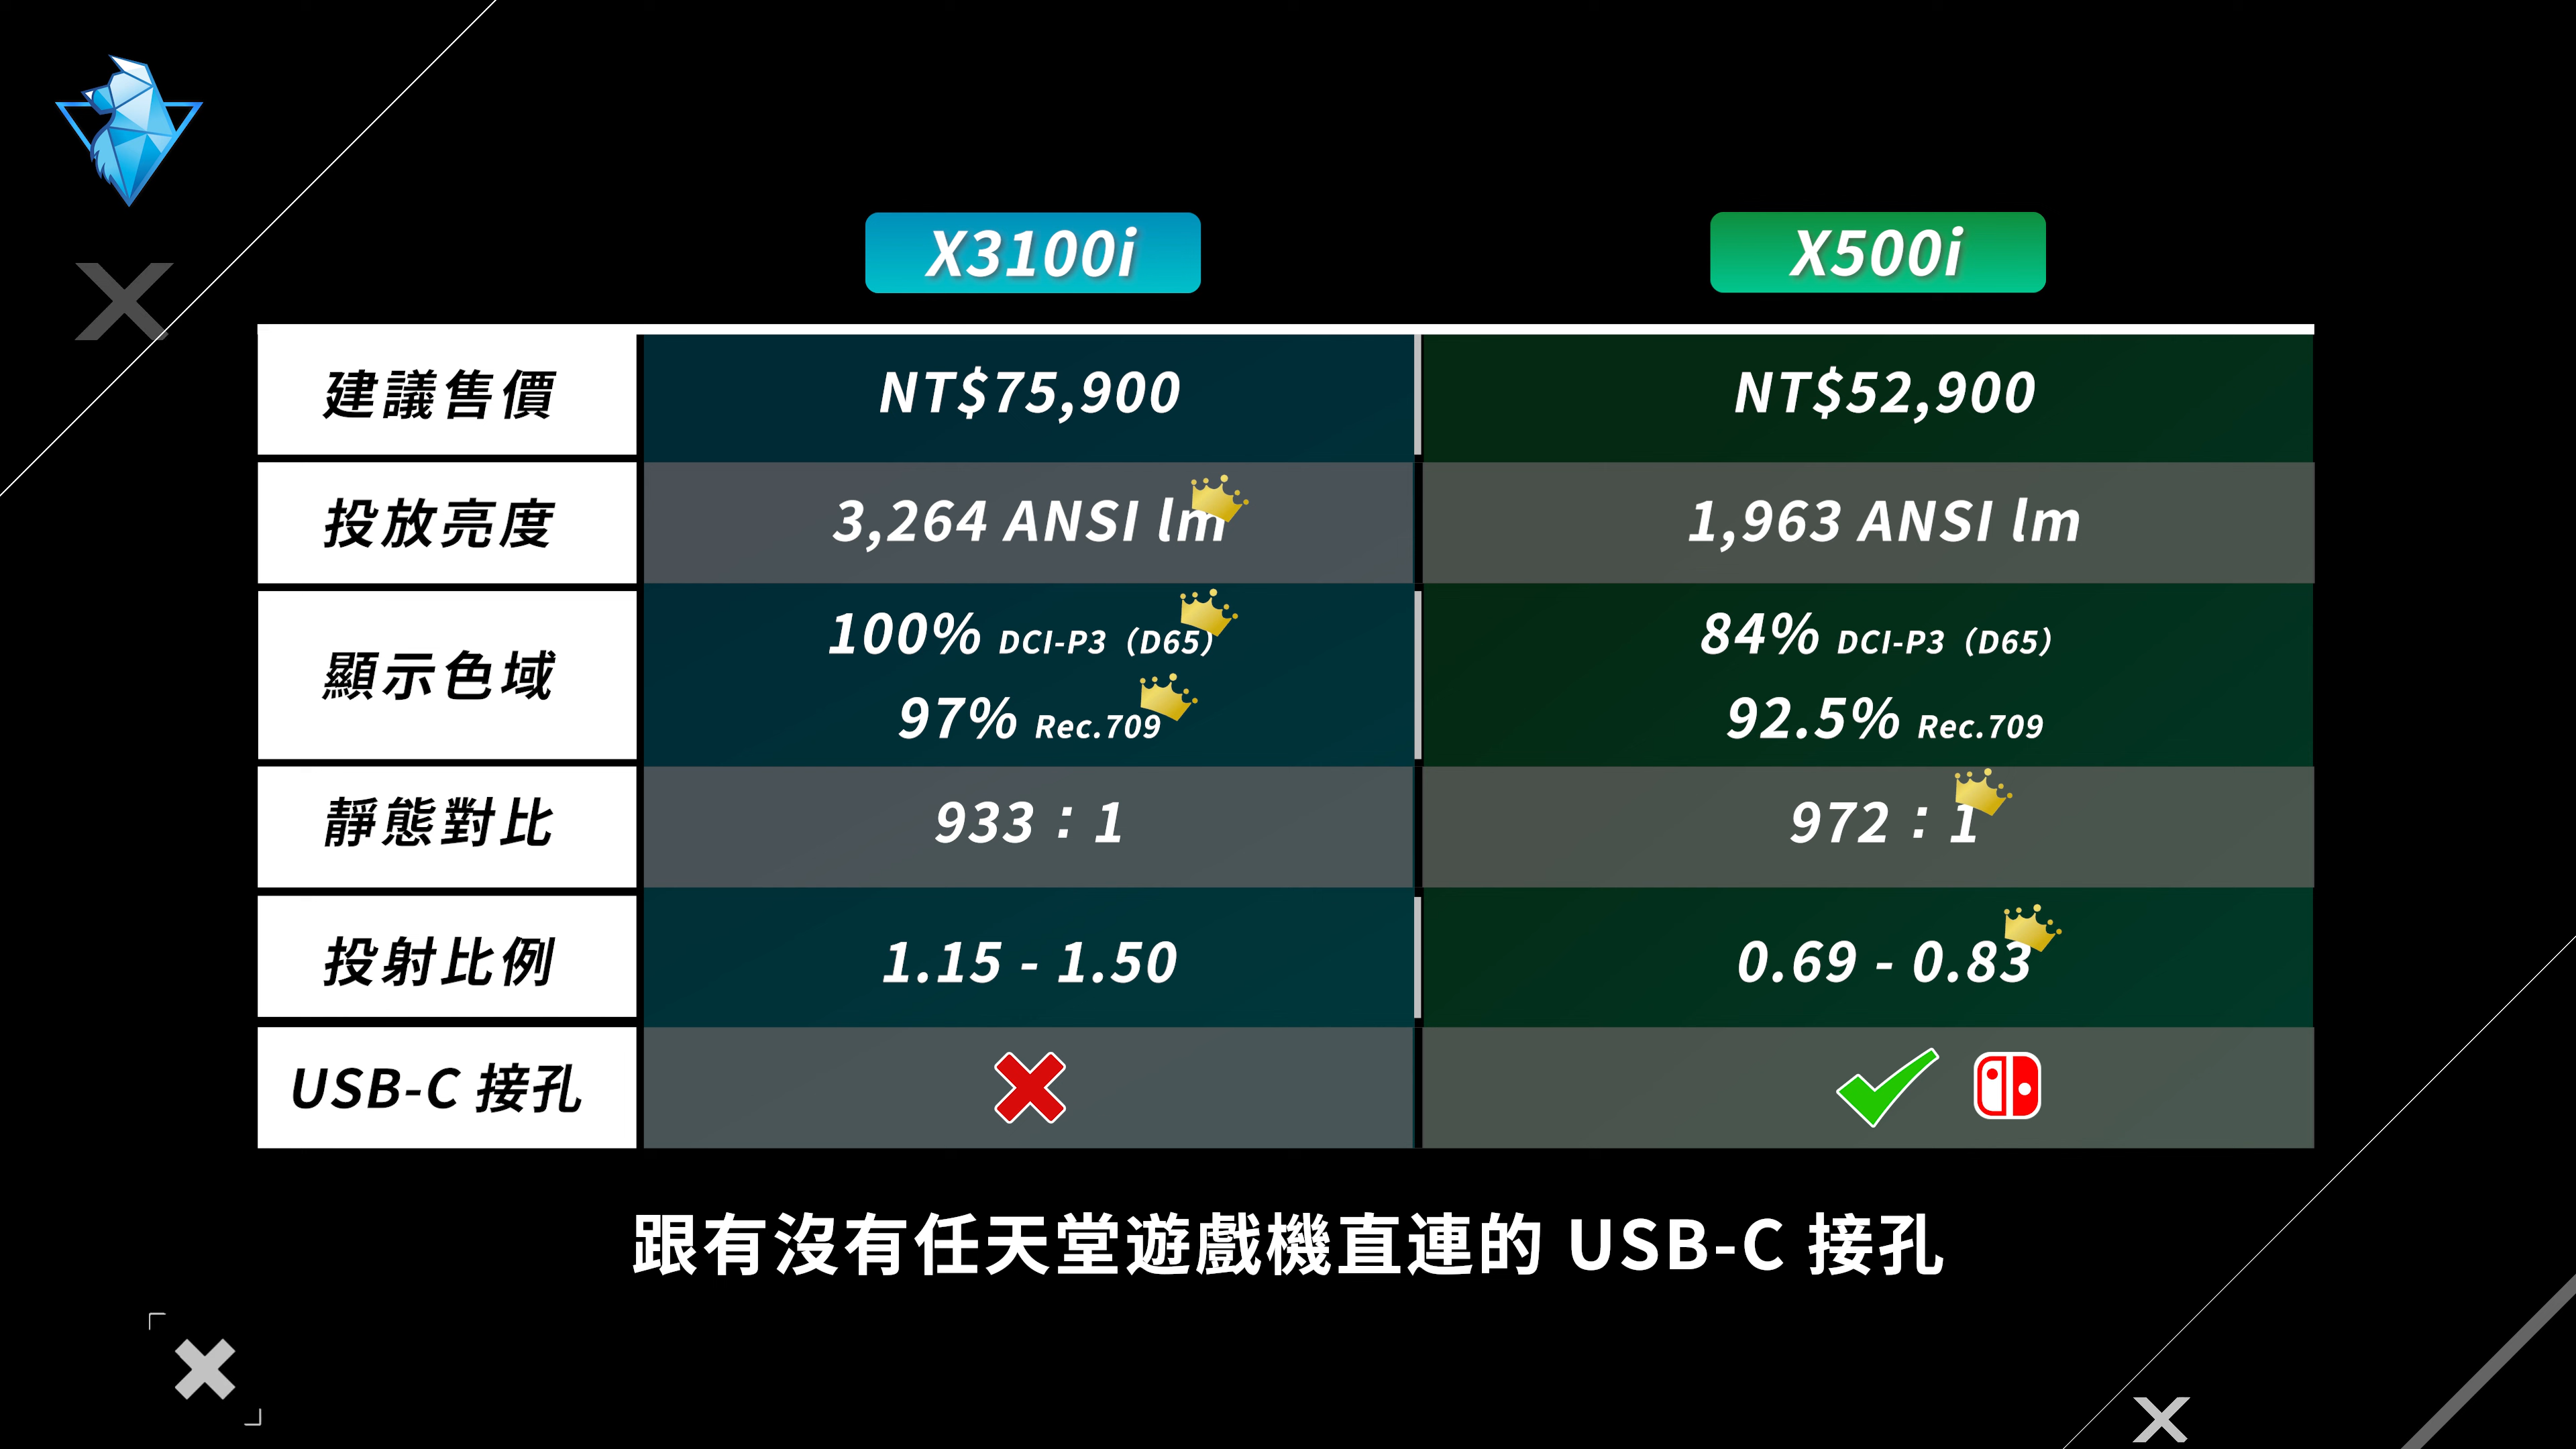 X3100i X500i
建議售價 NT$75,900 NT$52,900
投放亮度 3,264 ANSI lm 1,963 ANSI lm
顯示色域 100% DCI-P3（D65） 84% DCI-P3（D65）
97% Rec.709 92.5% Rec.709
靜態對比 933：1 972：1
投射比例 1.15 - 1.50 0.69 - 0.83
USB-C 接孔
跟有沒有任天堂遊戲機直連的 USB-C 接孔